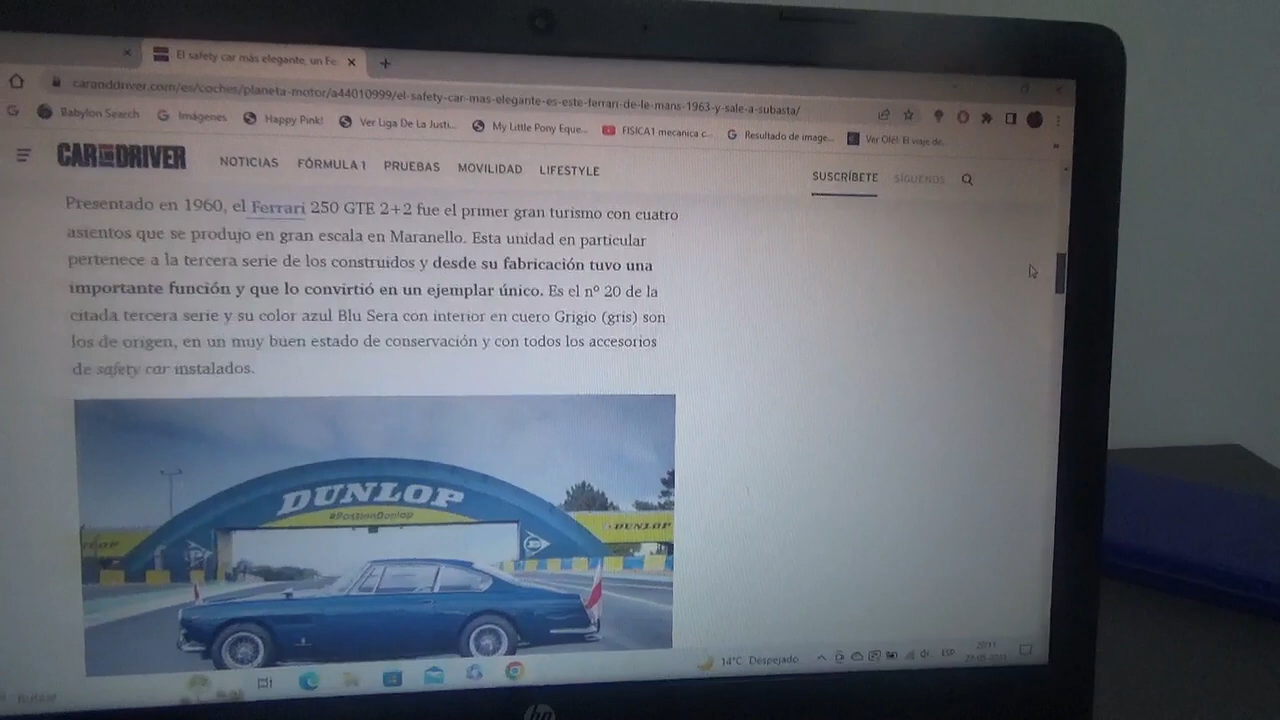 El safety car más elegante, un Fe
caranddriver.com/es/coches/planeta-motor/a44010999/el-safety-car-mas-elegante-es-este-ferrari-de-le-mans-1963-y-sale-a-subasta/
Babylon Search
Imágenes
Happy Pink!
Ver Liga De La Justi...
My Little Pony Eque...
FISICA1 mecanica c...
Resultado de image...
Ver Olé! El viaje de...
CAR AND DRIVER
NOTICIAS
FÓRMULA 1
PRUEBAS
MOVILIDAD
LIFESTYLE
SUSCRÍBETE
SÍGUENOS
Presentado en 1960, el Ferrari 250 GTE 2+2 fue el primer gran turismo con cuatro
asientos que se produjo en gran escala en Maranello. Esta unidad en particular
pertenece a la tercera serie de los construidos y desde su fabricación tuvo una
importante función y que lo convirtió en un ejemplar único. Es el nº 20 de la
citada tercera serie y su color azul Blu Sera con interior en cuero Grigio (gris) son
los de origen, en un muy buen estado de conservación y con todos los accesorios
de safety car instalados.
DUNLOP
#PassionDunlop
DUNLOP
Buscar
14°C Despejado
ESP
20:11
hp